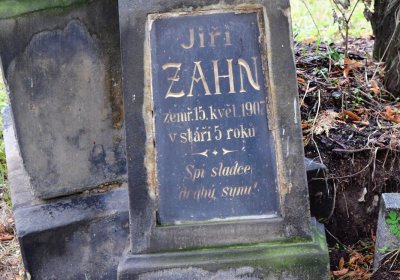 Jiří
ZAHN
zemř. 15. květ. 1907
v stáří 5 roků
Spi sladce
drahý synu!